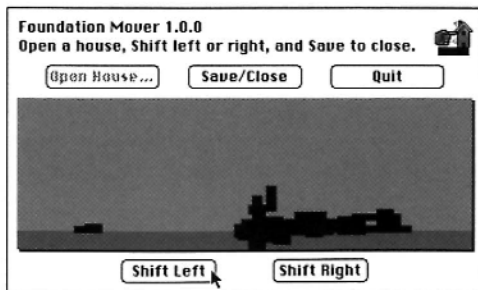 Foundation Mover 1.0.0
Open a house, Shift left or right, and Save to close.
Open House... Save/Close Quit
Shift Left Shift Right